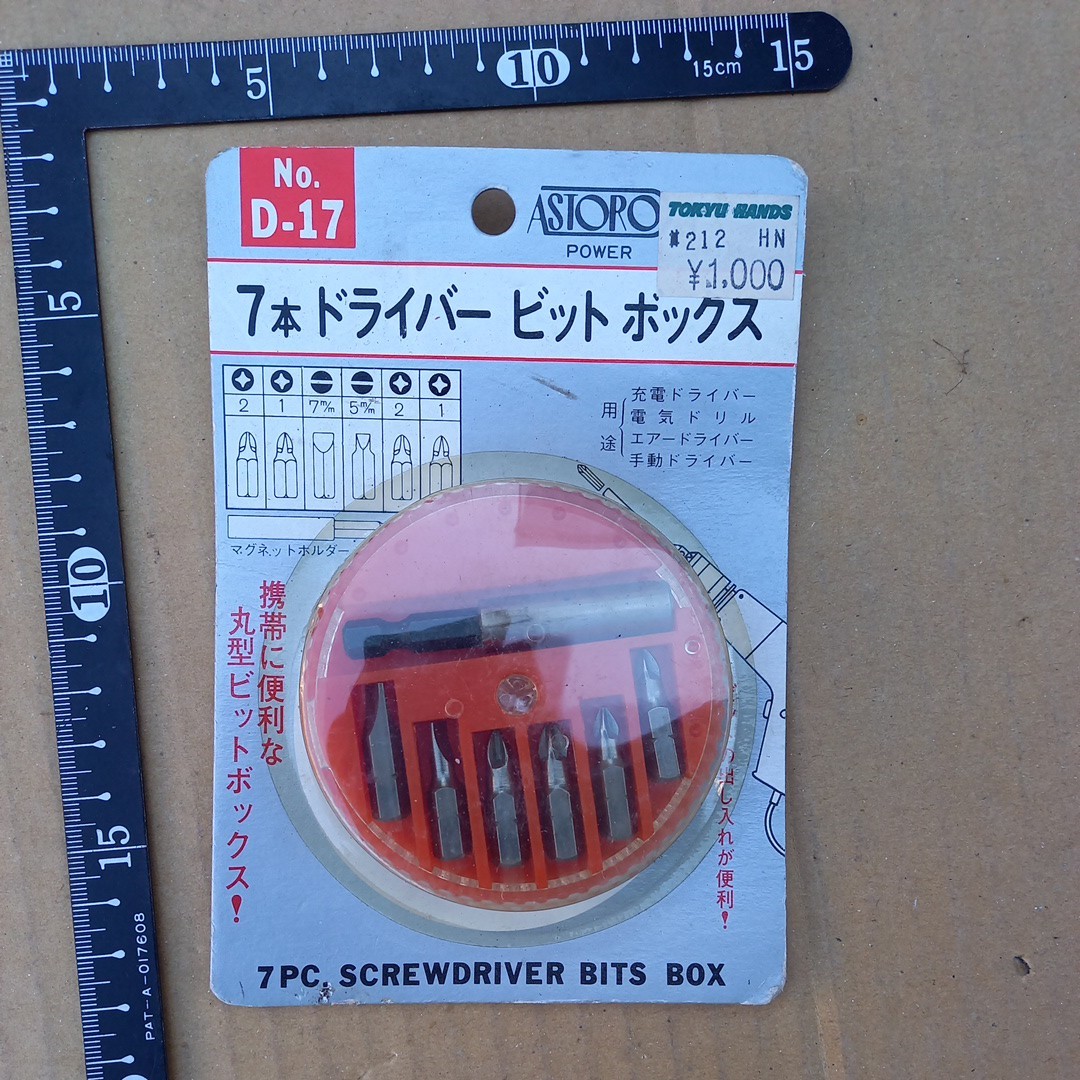 5
10
15cm
15
5
10
15
PAT-A-017608
No.
D-17
ASTORO
POWER
TOKYU HANDS
#212 HN
¥1,000
7本 ドライバー ビット ボックス
2 1 7m/m 5m/m 2 1
マグネットホルダー
用途
充電ドライバー
電気ドリル
エアードライバー
手動ドライバー
携帯に便利な
丸型ビットボックス!
出し入れが便利!
7 PC. SCREWDRIVER BITS BOX